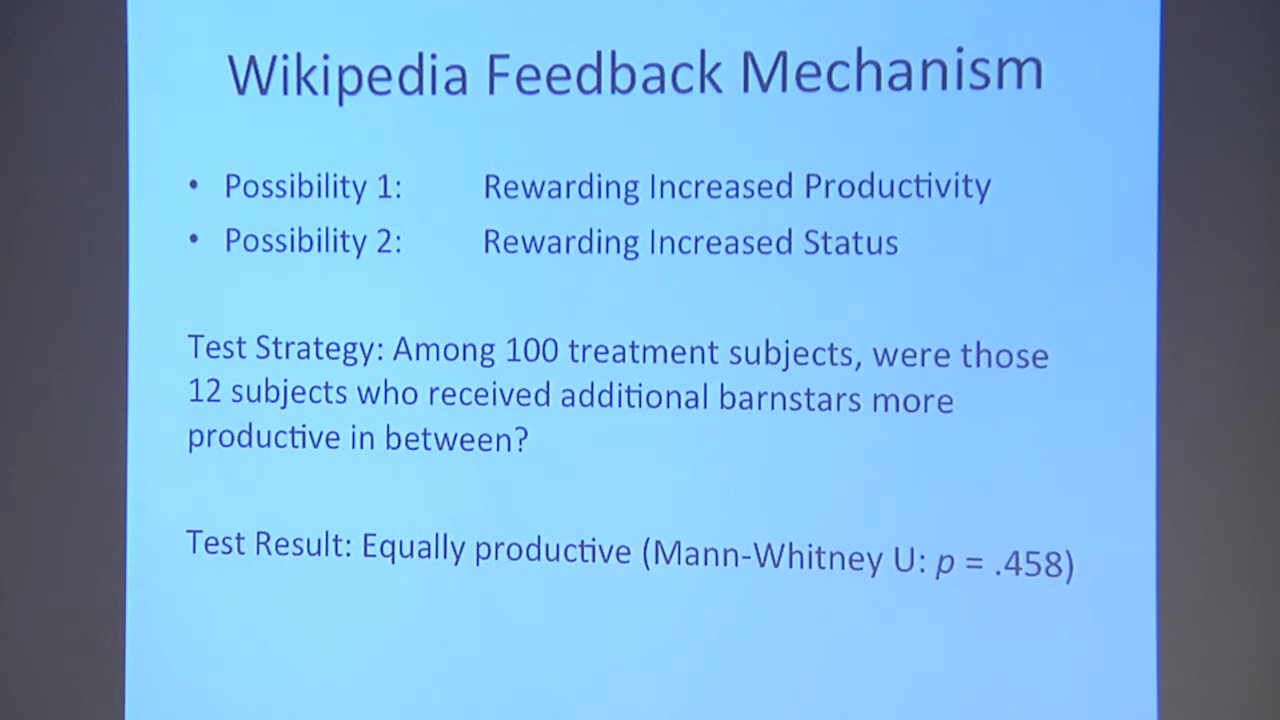 Wikipedia Feedback Mechanism
• Possibility 1: Rewarding Increased Productivity
• Possibility 2: Rewarding Increased Status
Test Strategy: Among 100 treatment subjects, were those
12 subjects who received additional barnstars more
productive in between?
Test Result: Equally productive (Mann-Whitney U: p = .458)